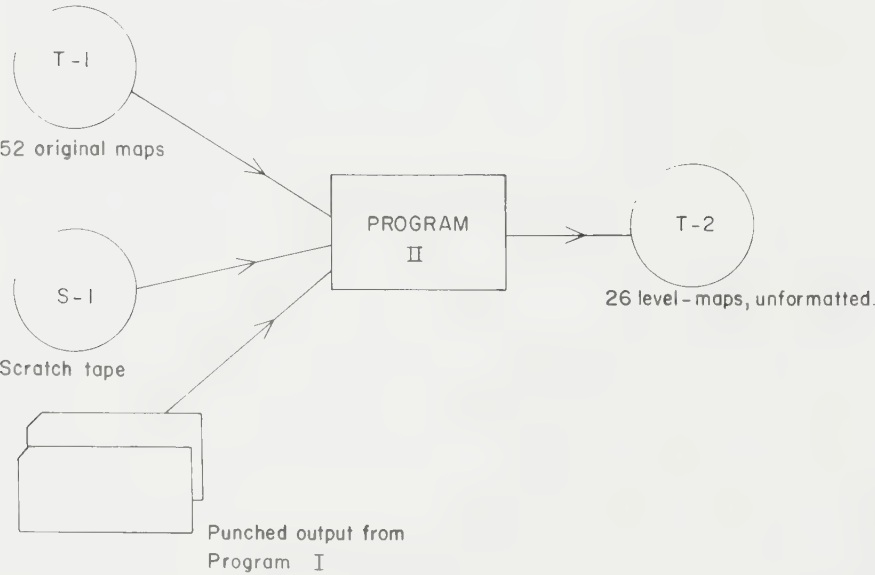 T-1
52 original maps
S-1
Scratch tape
Punched output from
Program I
PROGRAM
II
T-2
26 level-maps, unformatted.